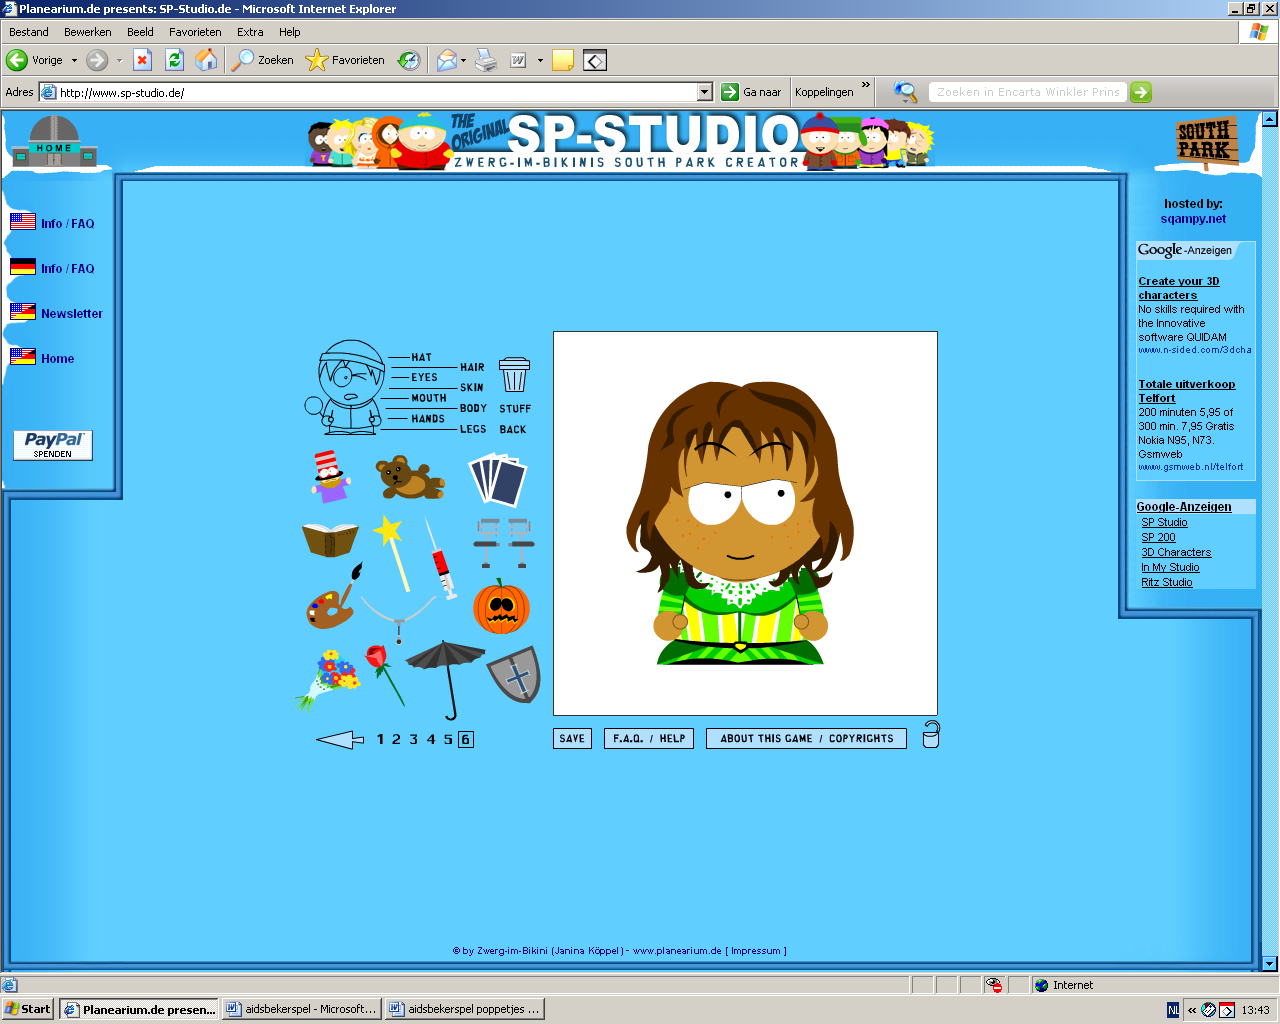 Planearium.de presents: SP-Studio.de - Microsoft Internet Explorer
Bestand Bewerken Beeld Favorieten Extra Help
Vorige Zoeken Favorieten
Adres http://www.sp-studio.de/ Ga naar Koppelingen » Zoeken in Encarta Winkler Prins
HOME
THE ORIGINAL SP-STUDIO
ZWERG-IM-BIKINIS SOUTH PARK CREATOR
SOUTH PARK
Info / FAQ
Info / FAQ
Newsletter
Home
PayPal
SPENDEN
HAT
HAIR
EYES
SKIN
MOUTH
BODY
HANDS
LEGS
STUFF
BACK
1 2 3 4 5 6
SAVE
F.A.Q. / HELP
ABOUT THIS GAME / COPYRIGHTS
hosted by:
sqampy.net
Google-Anzeigen
Create your 3D
characters
No skills required with
the Innovative
software QUIDAM
www.n-sided.com/3dcha
Totale uitverkoop
Telfort
200 minuten 5,95 of
300 min. 7,95 Gratis
Nokia N95, N73.
Gsmweb
www.gsmweb.nl/telfort
Google-Anzeigen
SP Studio
SP 200
3D Characters
In My Studio
Ritz Studio
© by Zwerg-im-Bikini (Janina Köppel) - www.planearium.de [ Impressum ]
Internet
Start Planearium.de presen... aidsbekerspel - Microsoft... aidsbekerspel poppetjes ... NL « 13:43